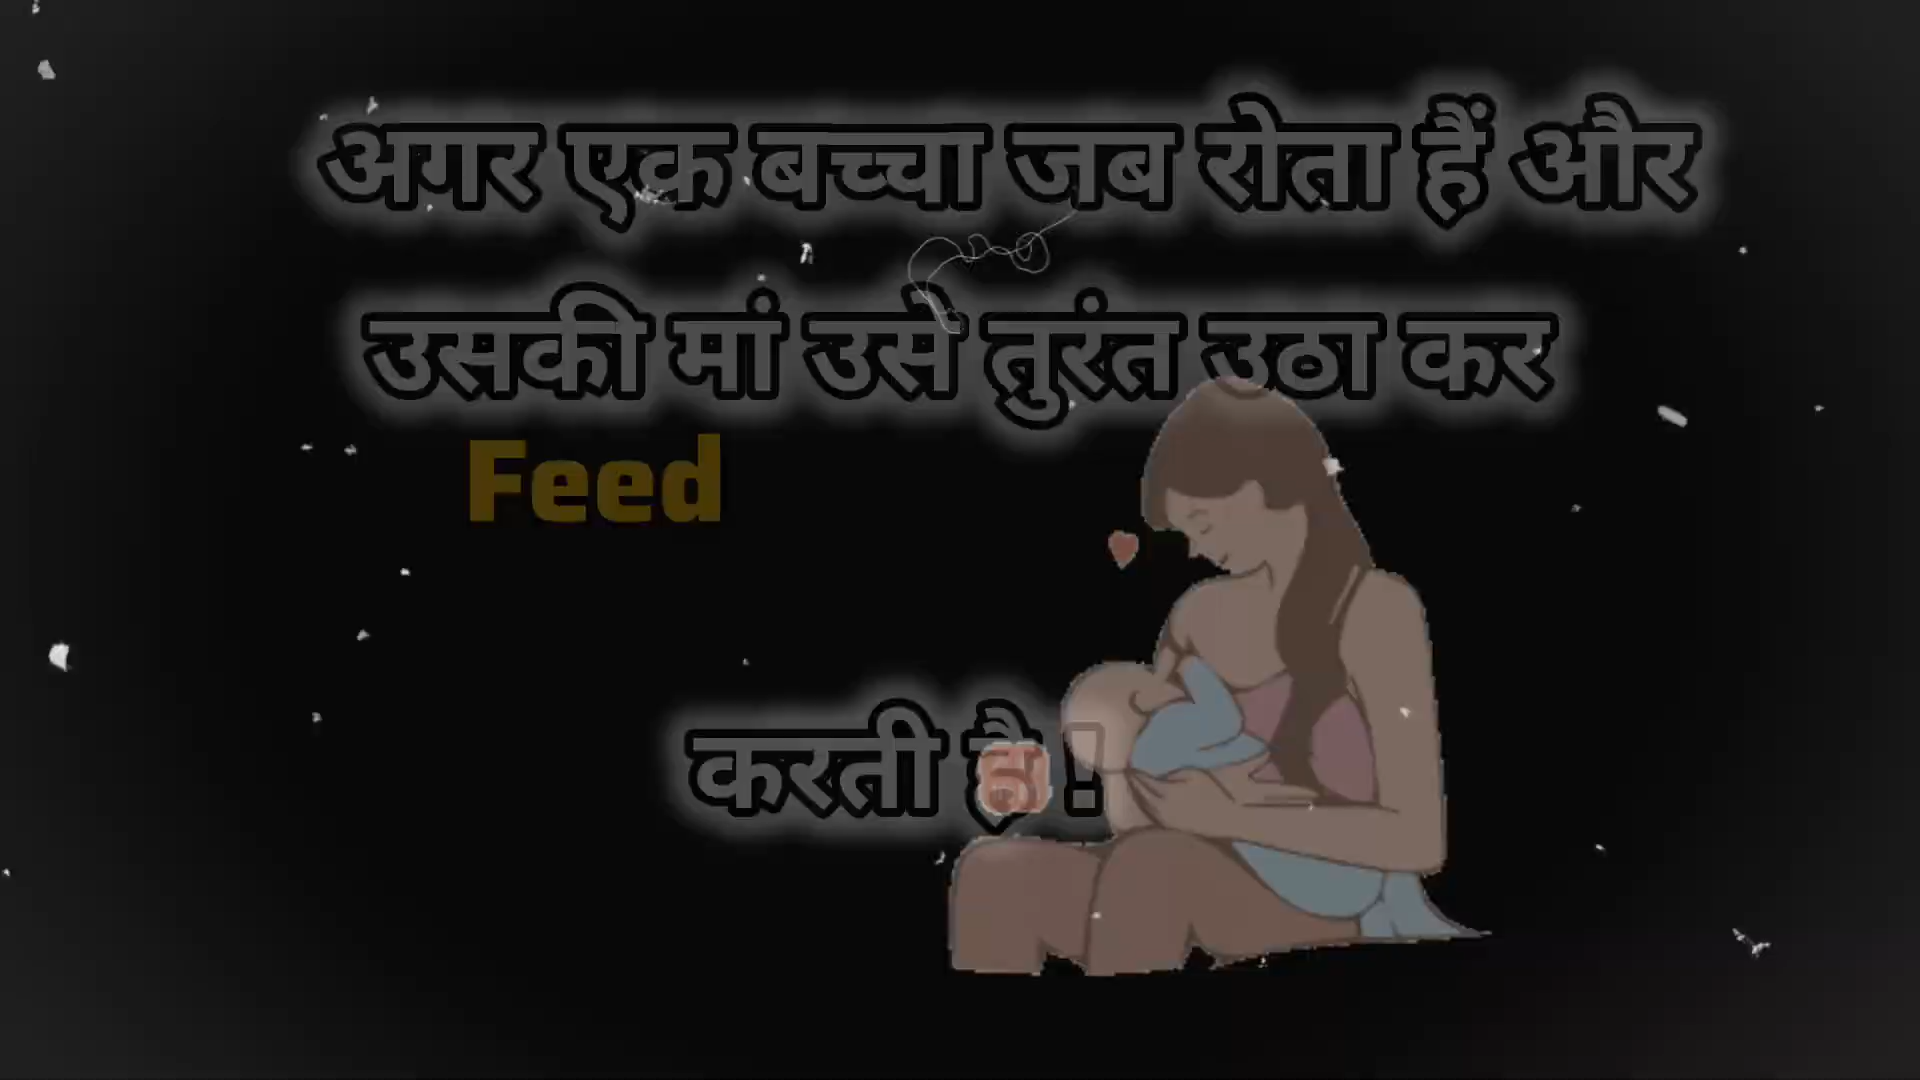 अगर एक बच्चा जब रोता हैं और
उसकी मां उसे तुरंत उठा कर
Feed
करती है !